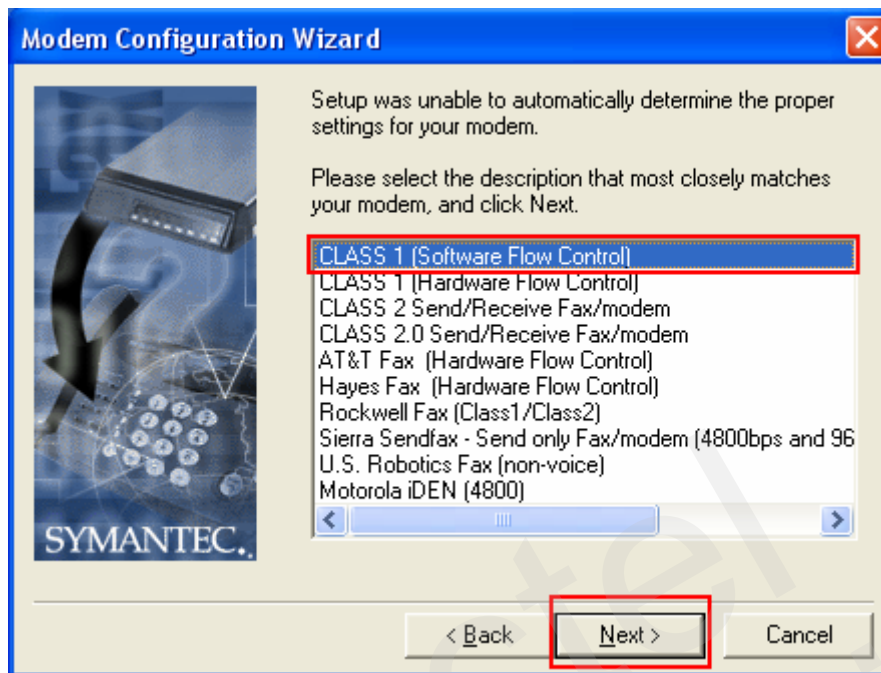 Modem Configuration Wizard
Setup was unable to automatically determine the proper
settings for your modem.
Please select the description that most closely matches
your modem, and click Next.
CLASS 1 (Software Flow Control)
CLASS 1 (Hardware Flow Control)
CLASS 2 Send/Receive Fax/modem
CLASS 2.0 Send/Receive Fax/modem
AT&T Fax  (Hardware Flow Control)
Hayes Fax  (Hardware Flow Control)
Rockwell Fax (Class1/Class2)
Sierra Sendfax - Send only Fax/modem (4800bps and 96
U.S. Robotics Fax (non-voice)
Motorola iDEN (4800)
SYMANTEC.
< Back
Next >
Cancel